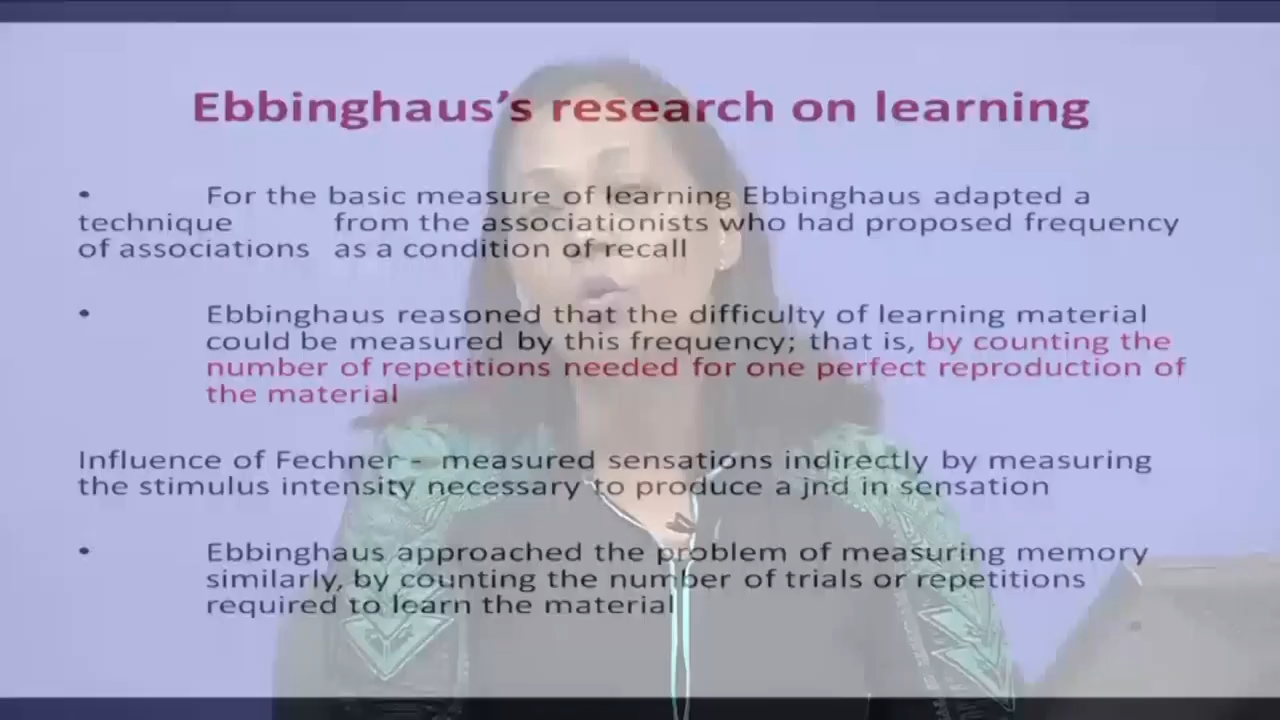 Ebbinghaus’s research on learning
• For the basic measure of learning Ebbinghaus adapted a
technique from the associationists who had proposed frequency
of associations as a condition of recall
• Ebbinghaus reasoned that the difficulty of learning material
could be measured by this frequency; that is, by counting the
number of repetitions needed for one perfect reproduction of
the material
Influence of Fechner - measured sensations indirectly by measuring
the stimulus intensity necessary to produce a jnd in sensation
• Ebbinghaus approached the problem of measuring memory
similarly, by counting the number of trials or repetitions
required to learn the material